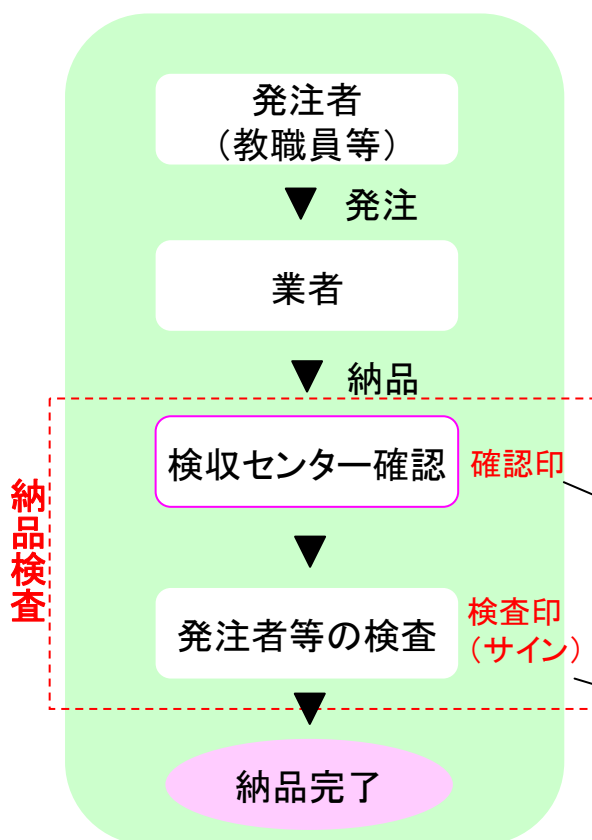 発注者
（教職員等）
▼ 発注
業者
▼ 納品
検収センター確認
確認印
▼
納品検査
発注者等の検査
検査印
（サイン）
▼
納品完了